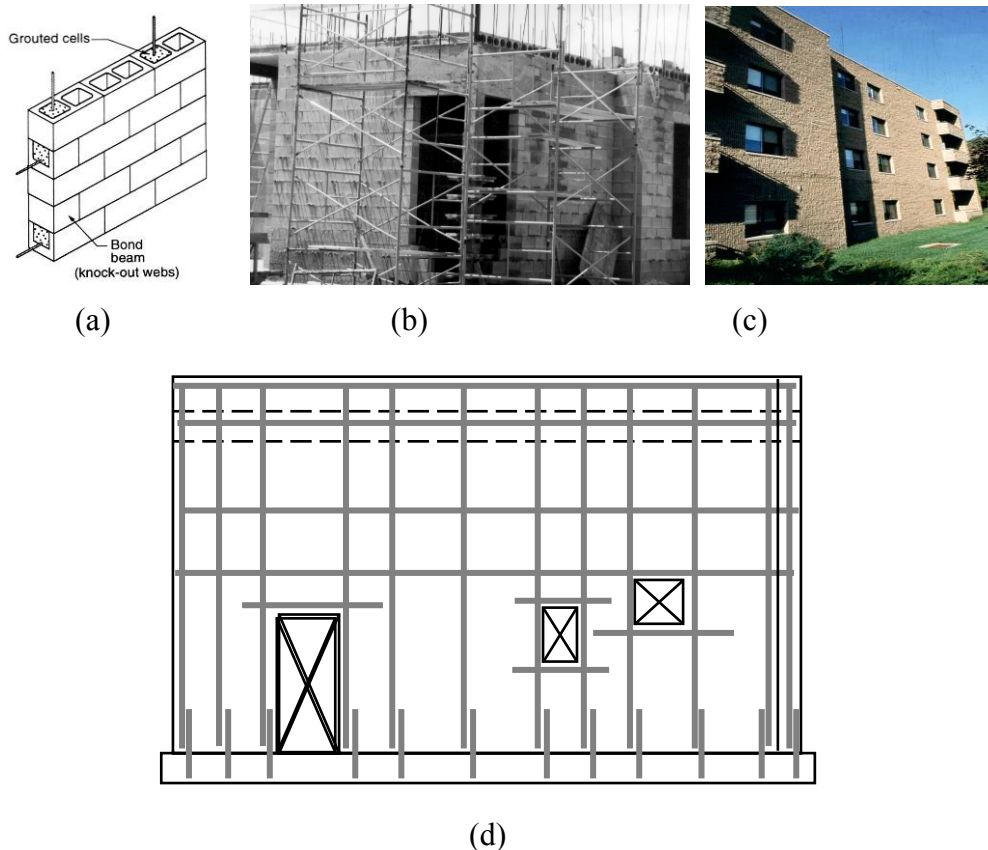 Grouted cells
Bond
beam
(knock-out webs)
(a)
(b)
(c)
(d)